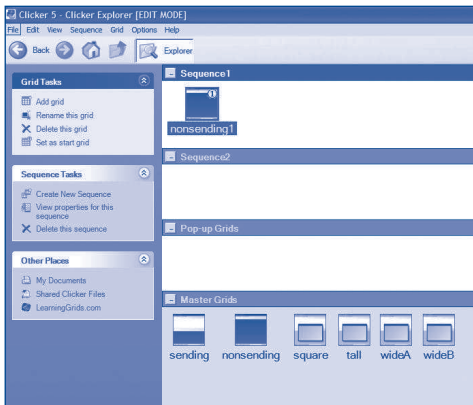 Clicker 5 - Clicker Explorer [EDIT MODE]
File Edit View Sequence Grid Options Help
Back Explorer
Grid Tasks
Add grid
Rename this grid
Delete this grid
Set as start grid
Sequence Tasks
Create New Sequence
View properties for this
sequence
Delete this sequence
Other Places
My Documents
Shared Clicker Files
LearningGrids.com
Sequence1
1
nonsending1
Sequence2
Pop-up Grids
Master Grids
sending nonsending square tall wideA wideB